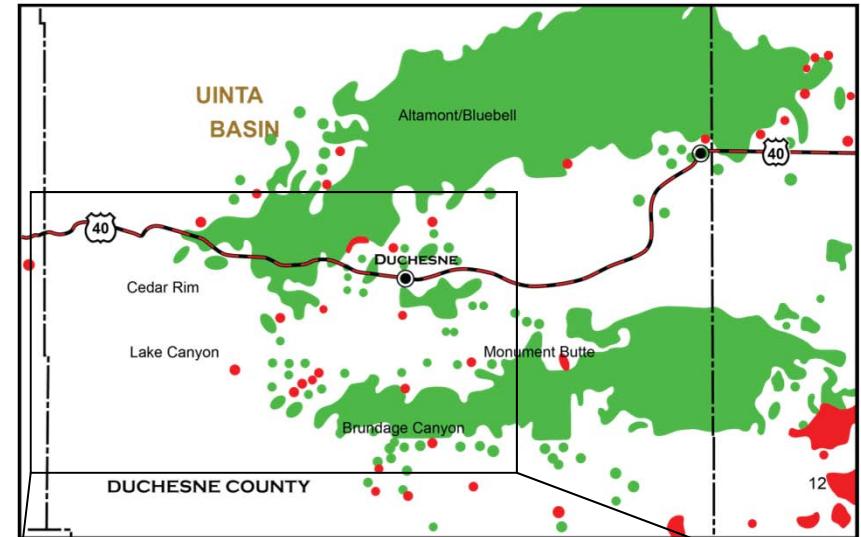 UINTA
BASIN
Altamont/Bluebell
40
40
DUCHESNE
Cedar Rim
Lake Canyon
Monument Butte
Brundage Canyon
DUCHESNE COUNTY
12